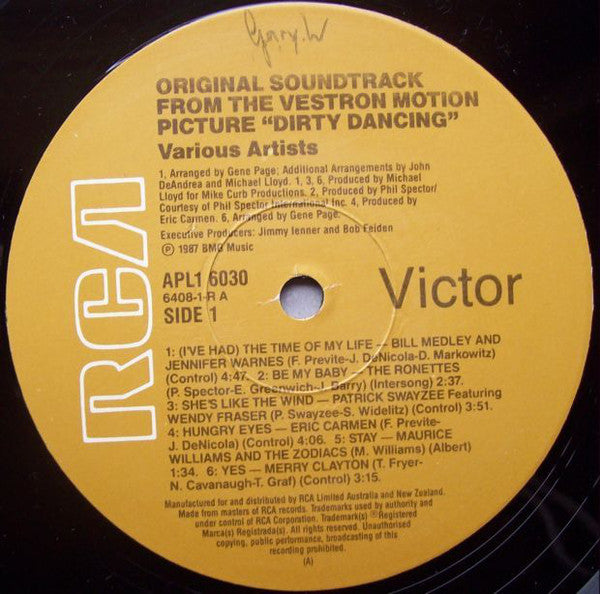 Gary.W
ORIGINAL SOUNDTRACK
FROM THE VESTRON MOTION
PICTURE “DIRTY DANCING”
Various Artists
1, Arranged by Gene Page; Additional Arrangements by John
DeAndrea and Michael Lloyd. 1, 3, 6, Produced by Michael
Lloyd for Mike Curb Productions. 2, Produced by Phil Spector/
Courtesy of Phil Spector International Inc. 4, Produced by
Eric Carmen. 6, Arranged by Gene Page.
Executive Producers: Jimmy Ienner and Bob Feiden
Ⓟ 1987 BMG Music
RCA
APL1 6030
6408-1-R A
SIDE 1
Victor
1: (I'VE HAD) THE TIME OF MY LIFE — BILL MEDLEY AND
JENNIFER WARNES (F. Previte-J. DeNicola-D. Markowitz)
(Control) 4:47. 2: BE MY BABY — THE RONETTES
(P. Spector-E. Greenwich-J. Barry) (Intersong) 2:37.
3: SHE'S LIKE THE WIND — PATRICK SWAYZEE Featuring
WENDY FRASER (P. Swayzee-S. Widelitz) (Control) 3:51.
4: HUNGRY EYES — ERIC CARMEN (F. Previte-
J. DeNicola) (Control) 4:06. 5: STAY — MAURICE
WILLIAMS AND THE ZODIACS (M. Williams) (Albert)
1:34. 6: YES — MERRY CLAYTON (T. Fryer-
N. Cavanaugh-T. Graf) (Control) 3:15.
Manufactured for and distributed by RCA Limited Australia and New Zealand.
Made from masters of RCA records. Trademarks used by authority and
under control of RCA Corporation. Trademark(s) ®Registered
Marca(s) Registrada(s). All rights reserved. Unauthorised
copying, public performance, broadcasting of this
recording prohibited.
(A)